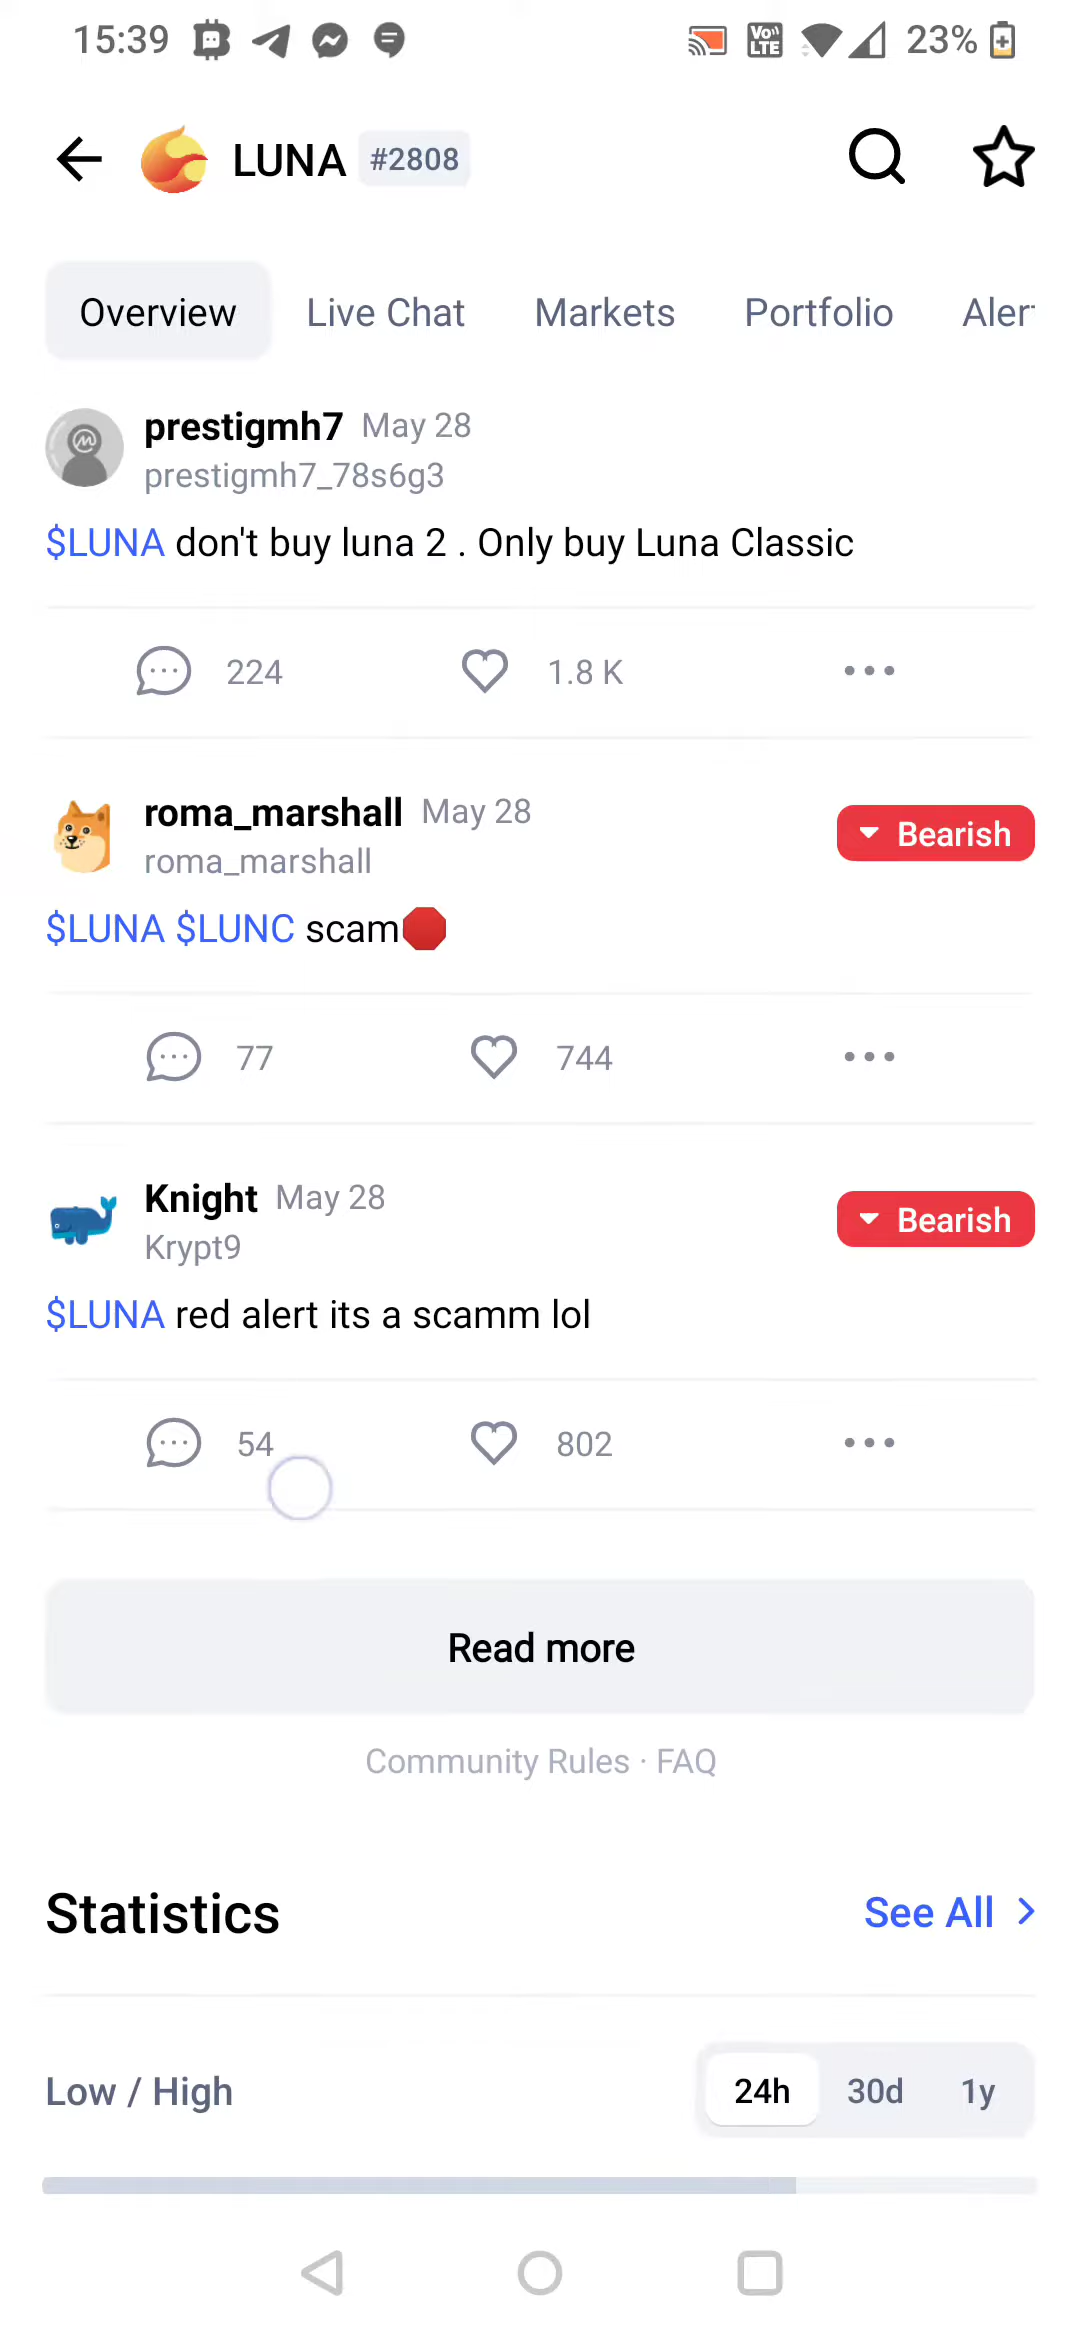 15:39 Vo LTE 23%
LUNA #2808
Overview Live Chat Markets Portfolio Aler
prestigmh7 May 28
prestigmh7_78s6g3
$LUNA don't buy luna 2 . Only buy Luna Classic
224 1.8 K
roma_marshall May 28
Bearish
roma_marshall
$LUNA $LUNC scam🛑
77 744
Knight May 28
Bearish
Krypt9
$LUNA red alert its a scamm lol
54 802
Read more
Community Rules · FAQ
Statistics See All
Low / High 24h 30d 1y